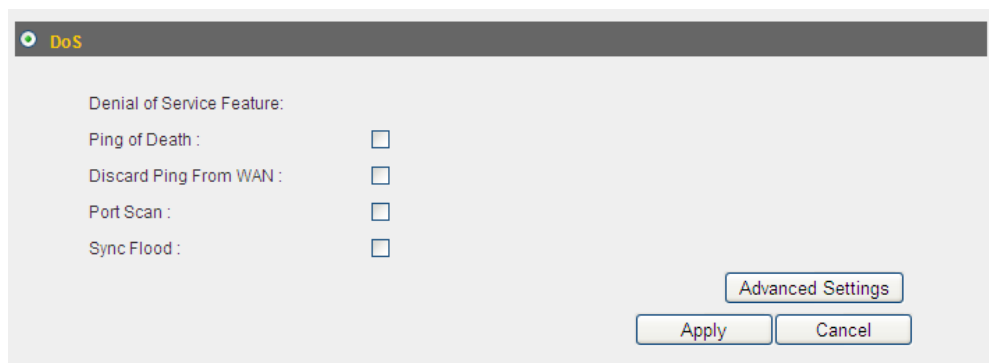 DoS
Denial of Service Feature:
Ping of Death :
Discard Ping From WAN :
Port Scan :
Sync Flood :
Advanced Settings
Apply Cancel